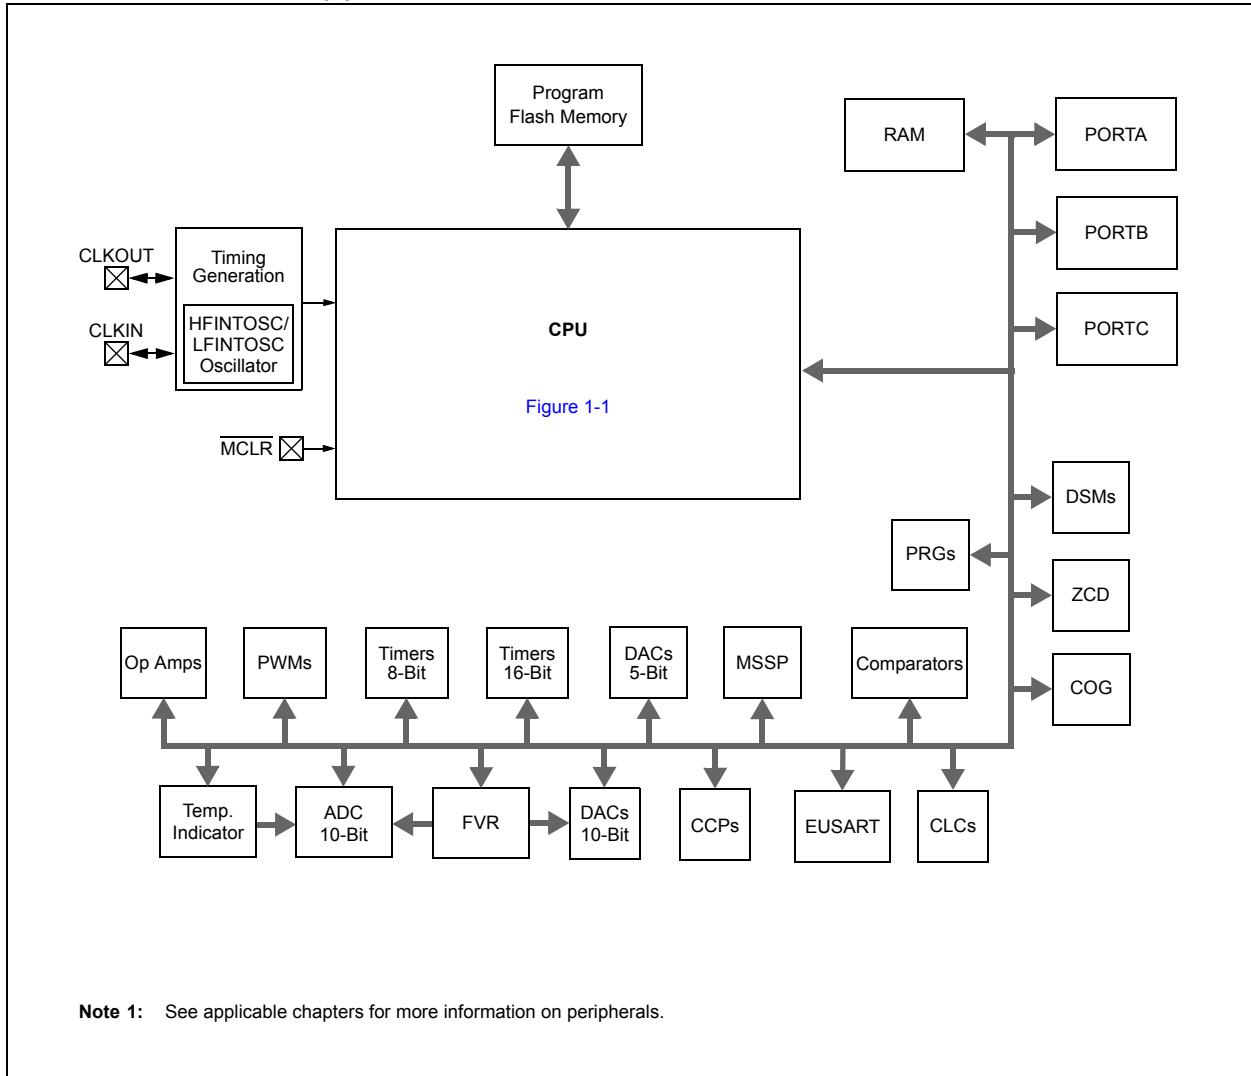 Program
Flash Memory
RAM
PORTA
PORTB
PORTC
CLKOUT
CLKIN
Timing
Generation
HFINTOSC/
LFINTOSC
Oscillator
MCLR
CPU
Figure 1-1
DSMs
PRGs
ZCD
COG
Op Amps
PWMs
Timers
8-Bit
Timers
16-Bit
DACs
5-Bit
MSSP
Comparators
Temp.
Indicator
ADC
10-Bit
FVR
DACs
10-Bit
CCPs
EUSART
CLCs
Note 1: See applicable chapters for more information on peripherals.